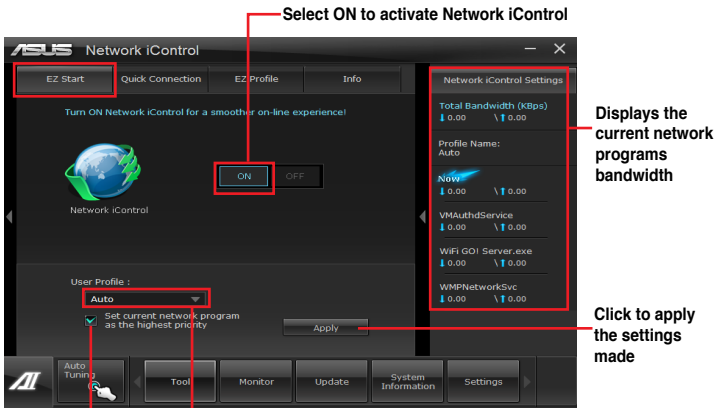 Select ON to activate Network iControl
ASUS Network iControl
EZ Start
Quick Connection
EZ Profile
Info
Turn ON Network iControl for a smoother on-line experience!
ON
OFF
Network iControl
User Profile :
Auto
Set current network program
as the highest priority
Apply
Network iControl Settings
Total Bandwidth (KBps)
0.00 \ 0.00
Profile Name:
Auto
Now
0.00 \ 0.00
VMAuthdService
0.00 \ 0.00
WiFi GO! Server.exe
0.00 \ 0.00
WMPNetworkSvc
0.00 \ 0.00
Displays the
current network
programs
bandwidth
Click to apply
the settings
made
AI
Auto
Tuning
Tool
Monitor
Update
System
Information
Settings